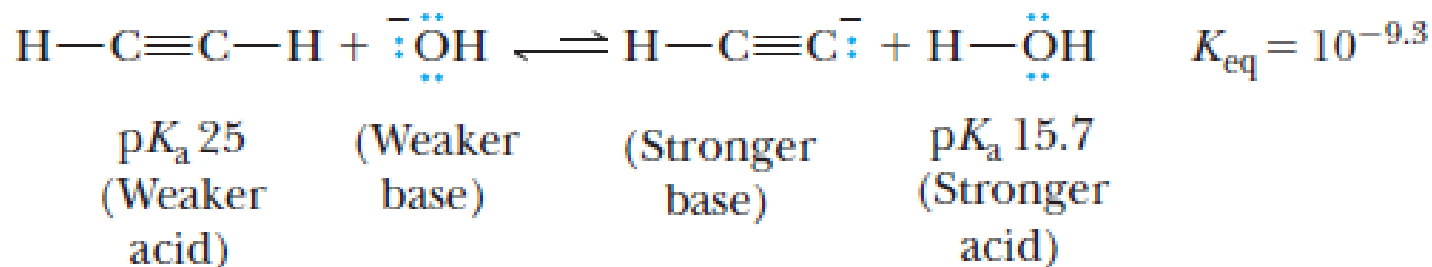 H—C≡C—H + ⁻:ÖH ⇌ H—C≡C:⁻ + H—ÖH Keq = 10⁻⁹·³
pKa 25 (Weaker (Stronger pKa 15.7
(Weaker base) base) (Stronger
acid) acid)